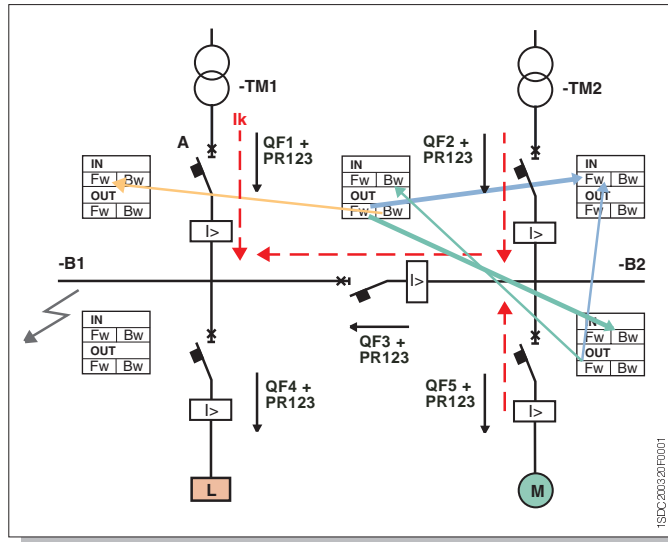 -TM1
-TM2
Ik
A
QF1 +
PR123
QF2 +
PR123
IN
Fw Bw
OUT
Fw Bw
IN
Fw Bw
OUT
Fw Bw
IN
Fw Bw
OUT
Fw Bw
I>
I>
-B1
-B2
I>
QF3 +
PR123
IN
Fw Bw
OUT
Fw Bw
IN
Fw Bw
OUT
Fw Bw
QF4 +
PR123
QF5 +
PR123
I>
I>
L
M
1SDC200320F0001